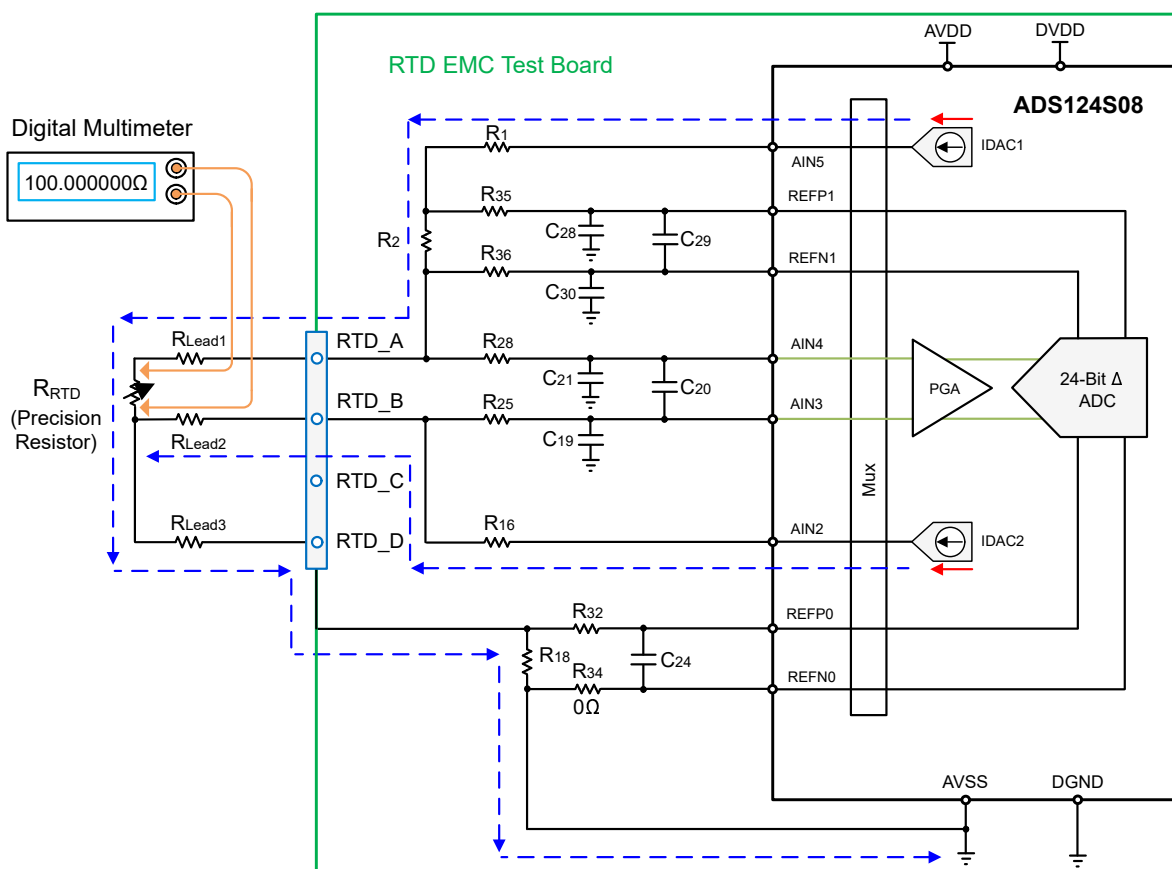 AVDD
DVDD
RTD EMC Test Board
ADS124S08
Digital Multimeter
100.000000Ω
R1
AIN5
IDAC1
R35
REFP1
C28
C29
R2
R36
REFN1
C30
RLead1
RTD_A
R28
AIN4
C21
C20
PGA
24-Bit Δ
ADC
RRTD
(Precision
Resistor)
RTD_B
R25
AIN3
RLead2
C19
RTD_C
Mux
RLead3
RTD_D
R16
AIN2
IDAC2
R32
REFP0
R18
C24
R34
0Ω
REFN0
AVSS
DGND